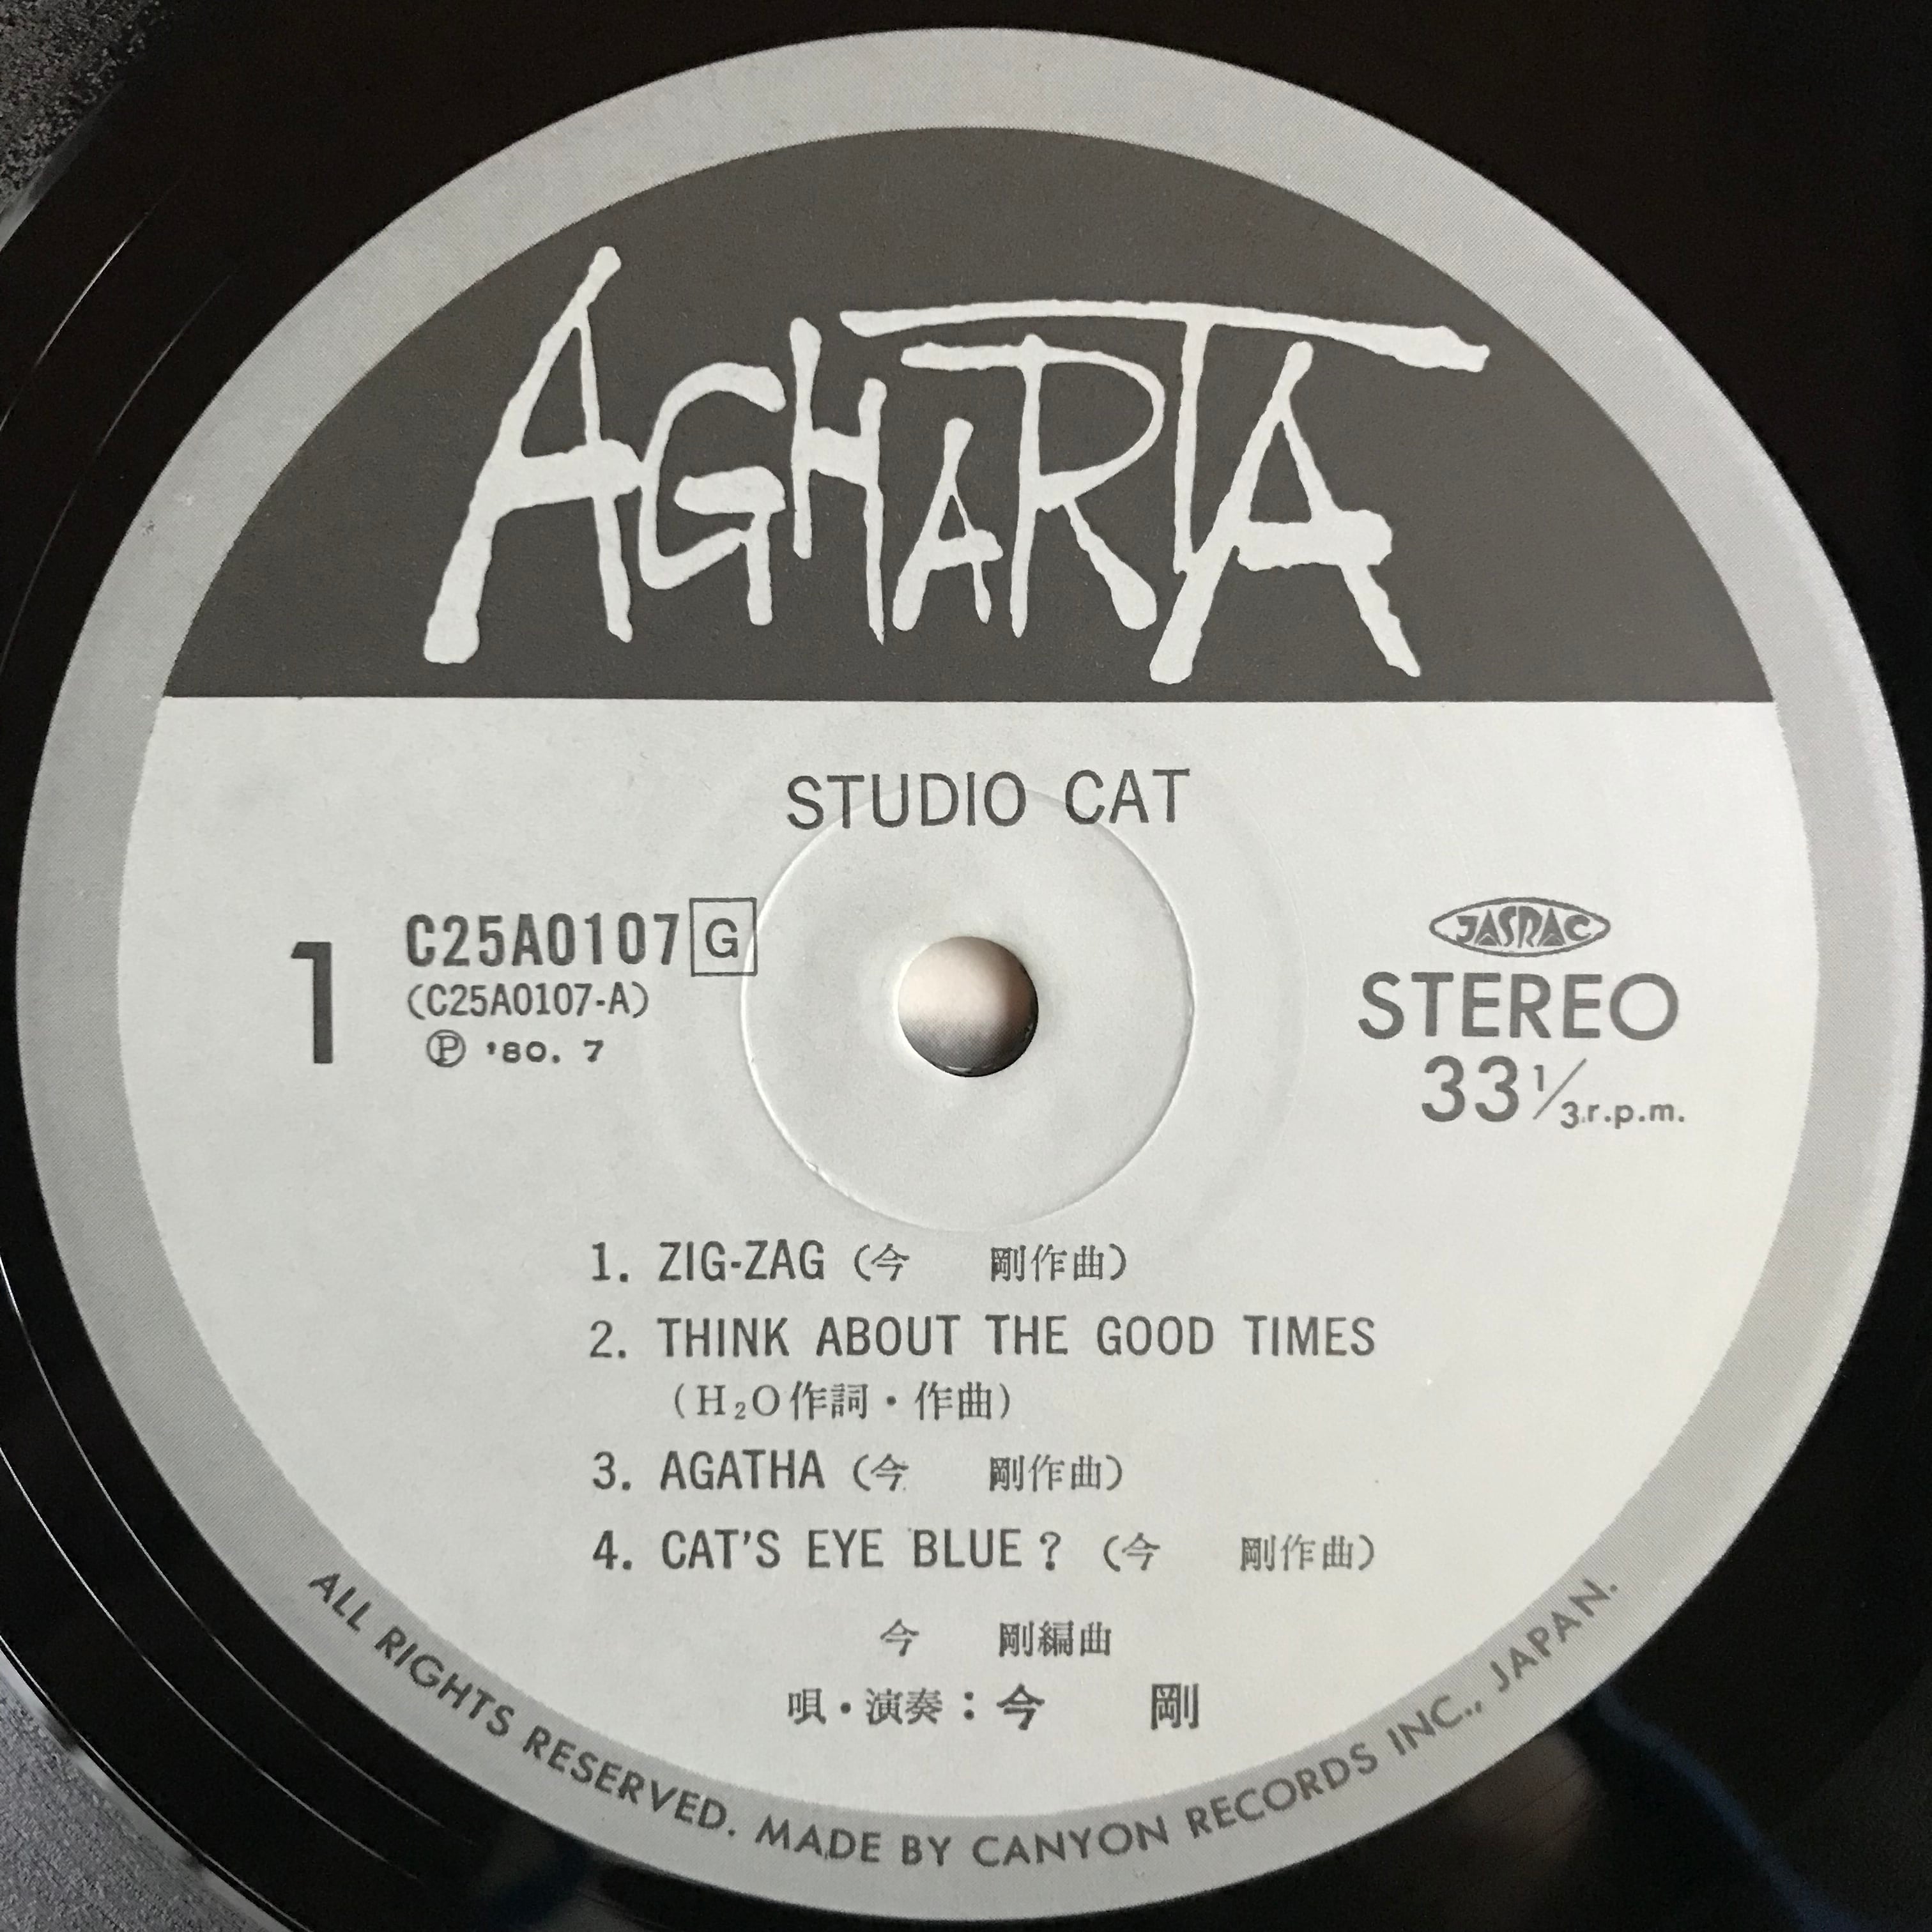 AGHARTA
STUDIO CAT
1
C25A0107 G
(C25A0107-A)
Ⓟ '80. 7
JASRAC
STEREO
33 1/3 r.p.m.
1. ZIG-ZAG (今　剛作曲)
2. THINK ABOUT THE GOOD TIMES
(H₂O作詞・作曲)
3. AGATHA (今　剛作曲)
4. CAT'S EYE BLUE? (今　剛作曲)
今　剛編曲
唄・演奏：今　剛
ALL RIGHTS RESERVED. MADE BY CANYON RECORDS INC., JAPAN.